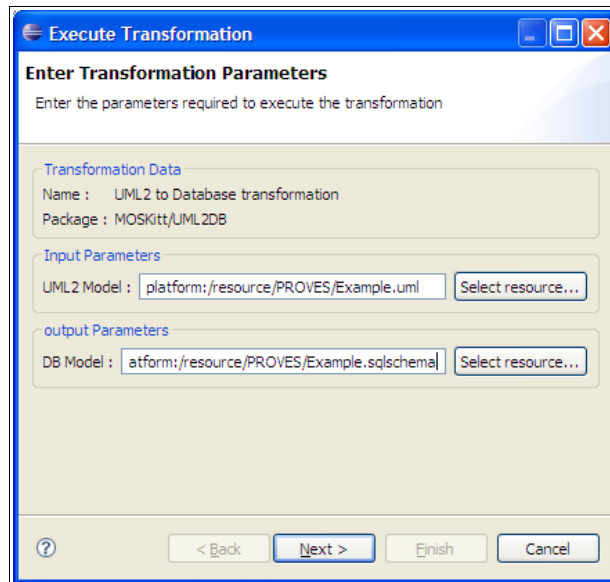 Execute Transformation
Enter Transformation Parameters
Enter the parameters required to execute the transformation
Transformation Data
Name : UML2 to Database transformation
Package : MOSKitt/UML2DB
Input Parameters
UML2 Model : platform:/resource/PROVES/Example.uml Select resource...
output Parameters
DB Model : atform:/resource/PROVES/Example.sqlschema Select resource...
? < Back Next > Finish Cancel